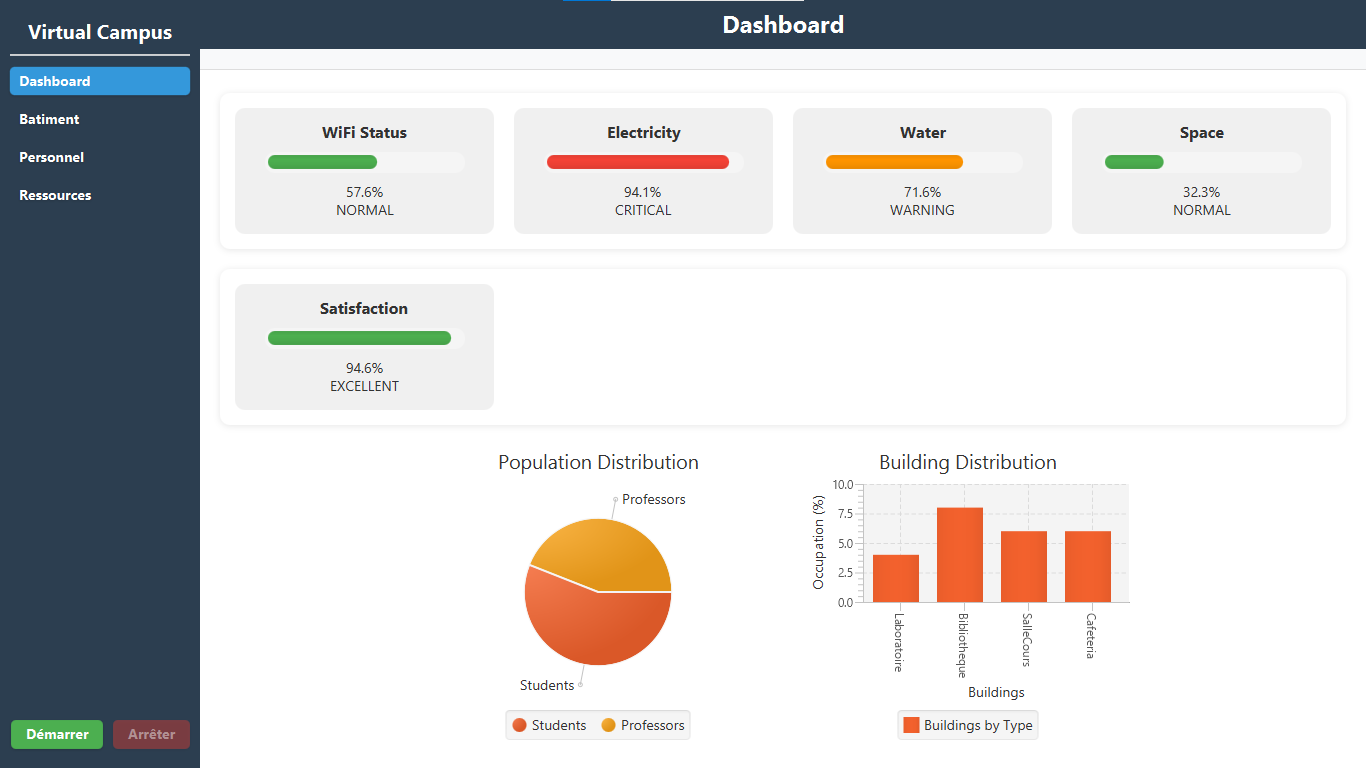 Virtual Campus
Dashboard
Dashboard
Batiment
Personnel
Ressources
WiFi Status
57.6%
NORMAL
Electricity
94.1%
CRITICAL
Water
71.6%
WARNING
Space
32.3%
NORMAL
Satisfaction
94.6%
EXCELLENT
Population Distribution
Professors
Students
Students
Professors
Building Distribution
Occupation (%)
10.0
7.5
5.0
2.5
0.0
Laboratoire
Bibliotheque
SalleCours
Cafeteria
Buildings
Buildings by Type
Démarrer
Arrêter